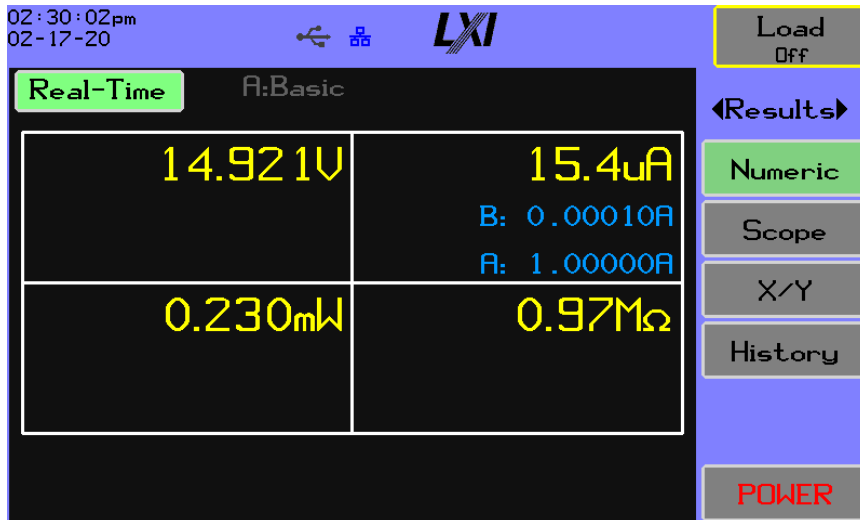 02:30:02pm
02-17-20
LXI
Load
Off
Real-Time
A:Basic
◀Results▶
14.921V
15.4uA
B: 0.00010A
A: 1.00000A
0.230mW
0.97MΩ
Numeric
Scope
X/Y
History
POWER